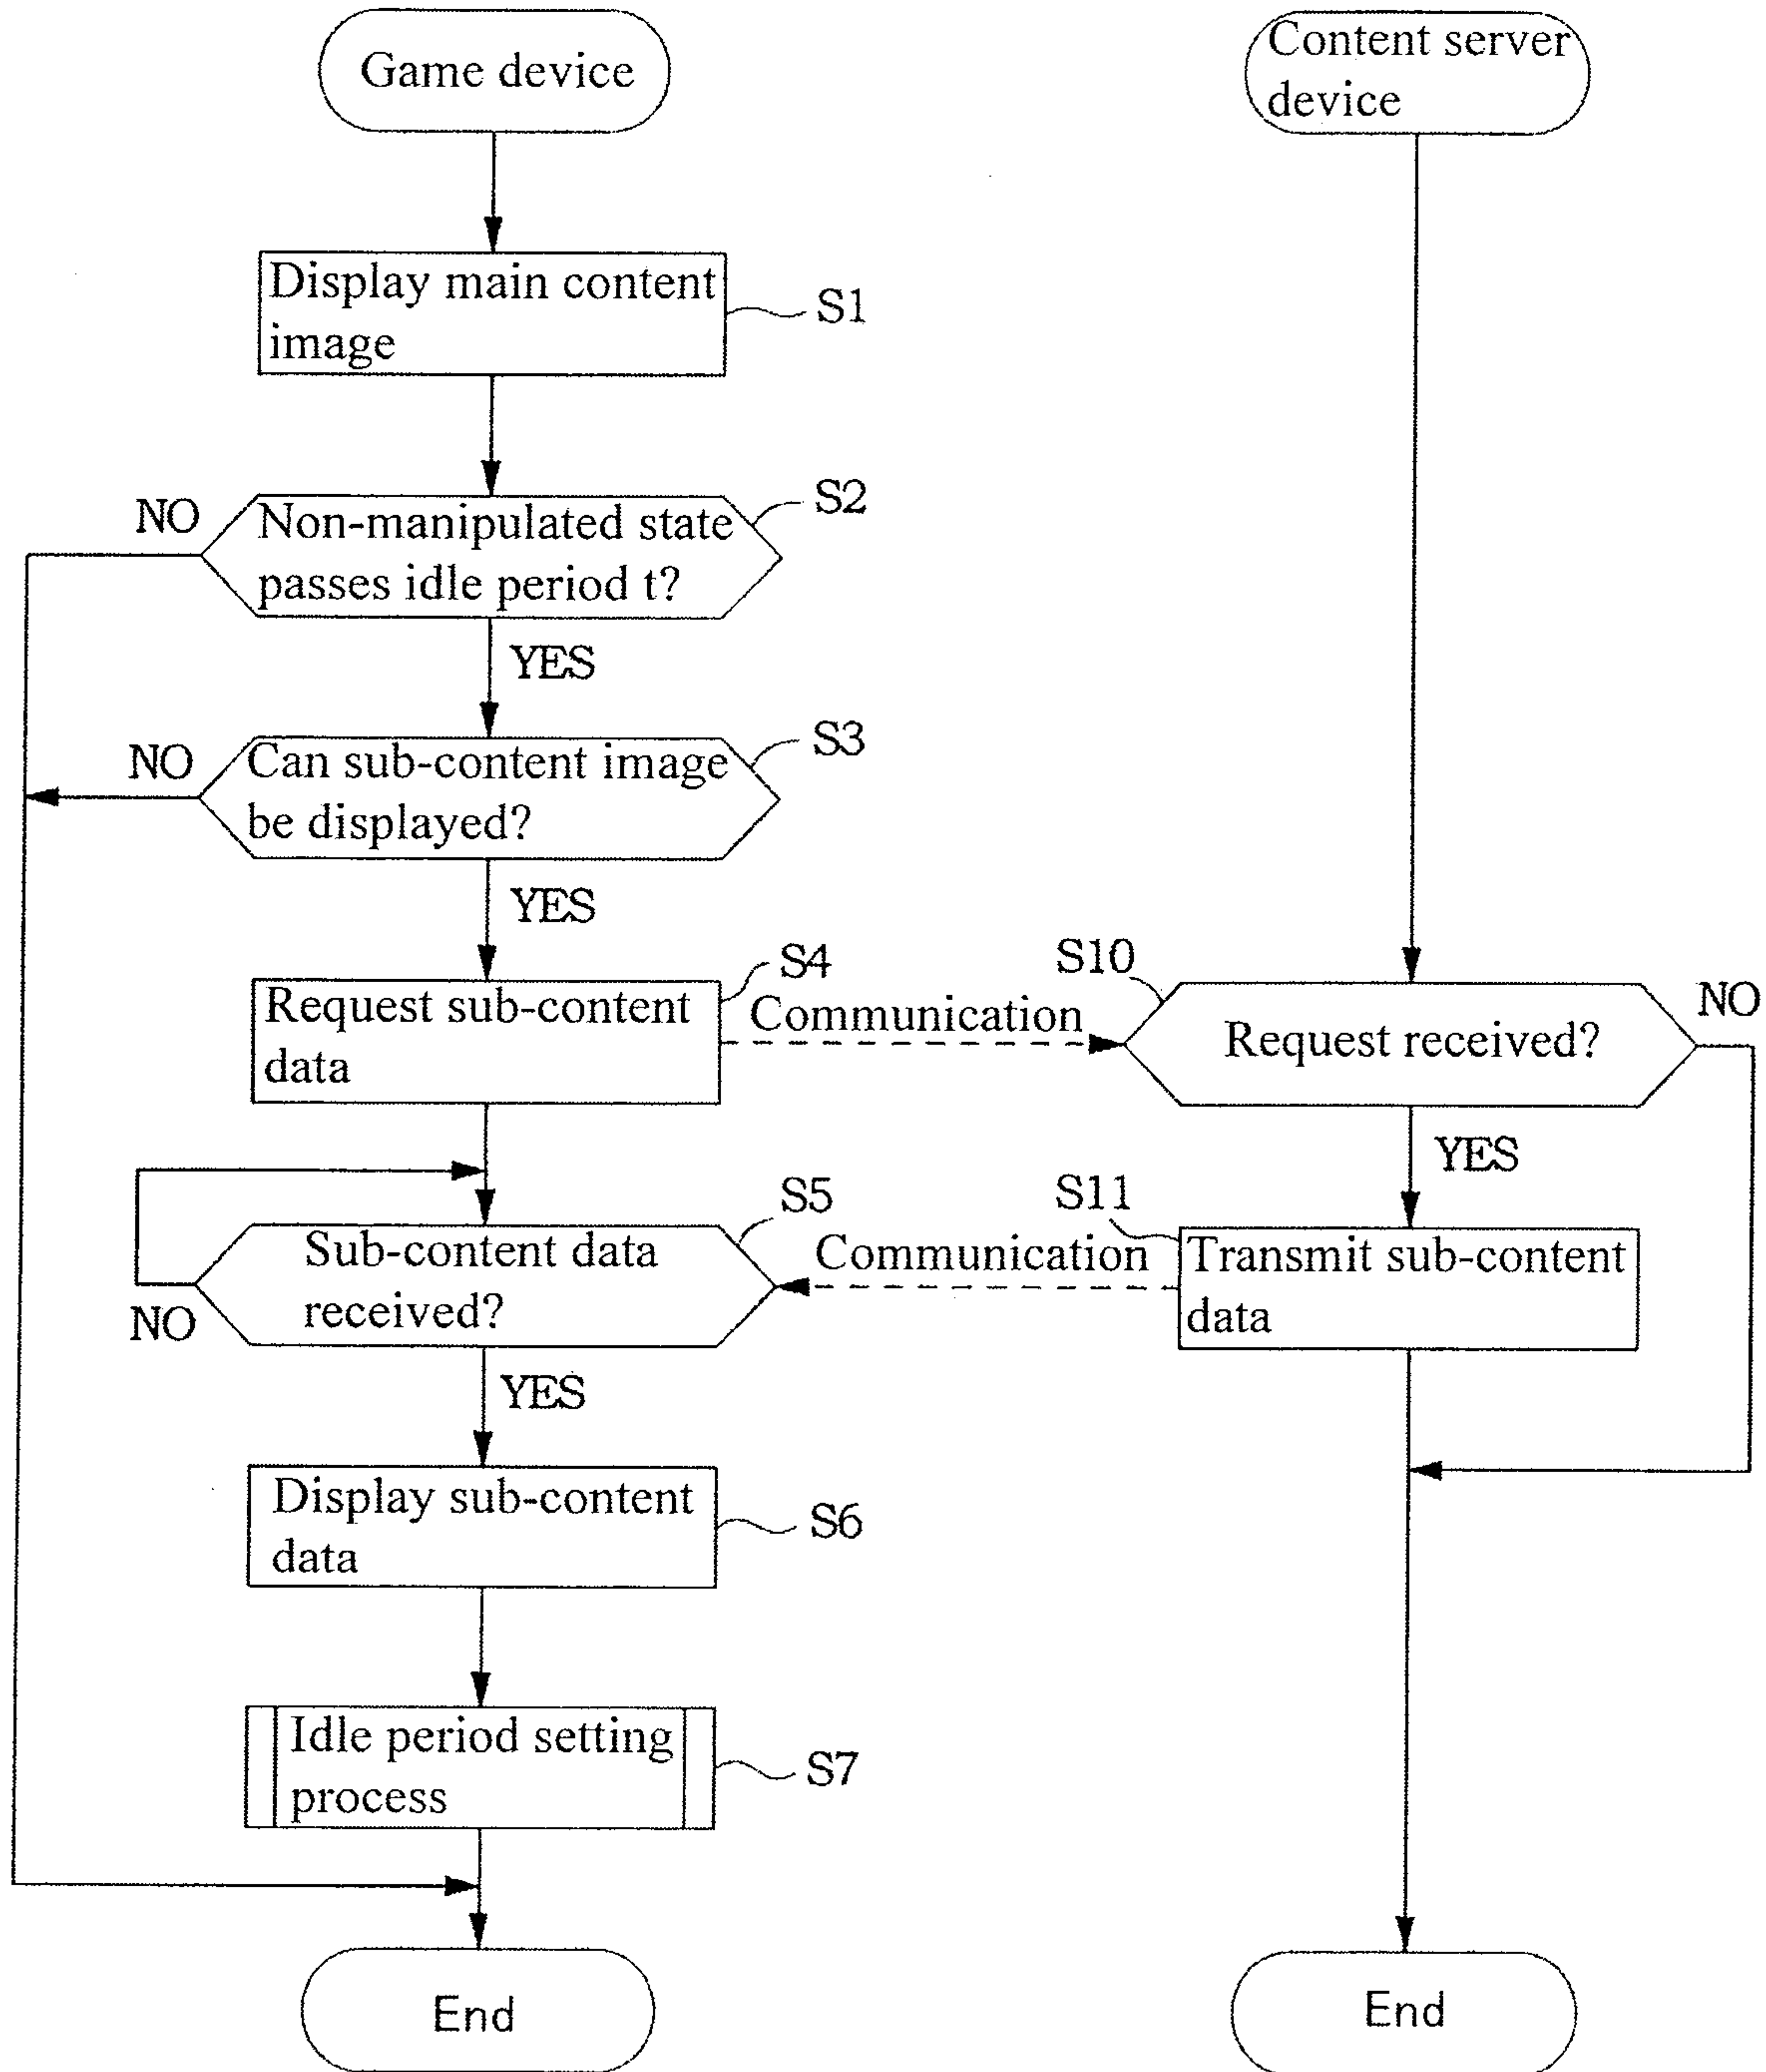 Game device
Content server
device
Display main content
image
S1
S2
NO
Non-manipulated state
passes idle period t?
YES
S3
NO
Can sub-content image
be displayed?
YES
S4
Request sub-content
data
Communication
S10
NO
Request received?
YES
S5
Sub-content data
received?
NO
S11
Communication
Transmit sub-content
data
YES
Display sub-content
data
S6
Idle period setting
process
S7
End
End